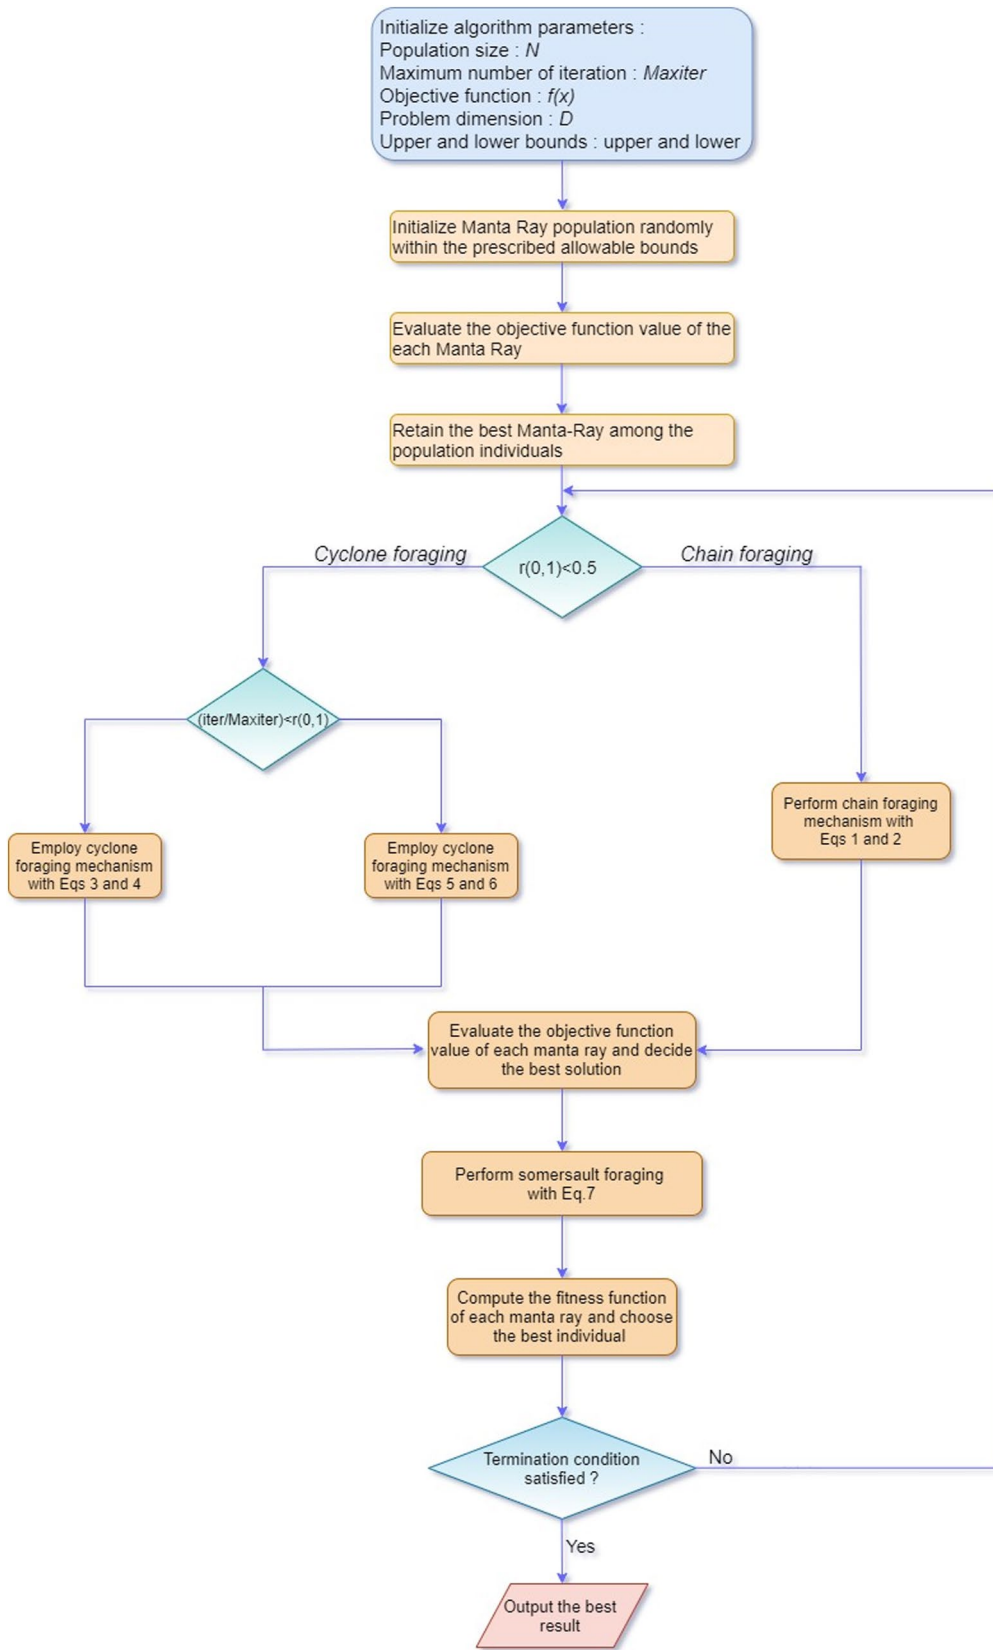 Initialize algorithm parameters :
Population size : N
Maximum number of iteration : Maxiter
Objective function : f(x)
Problem dimension : D
Upper and lower bounds : upper and lower
Initialize Manta Ray population randomly
within the prescribed allowable bounds
Evaluate the objective function value of the
each Manta Ray
Retain the best Manta-Ray among the
population individuals
Cyclone foraging
r(0,1)<0.5
Chain foraging
(iter/Maxiter)<r(0,1)
Employ cyclone
foraging mechanism
with Eqs 3 and 4
Employ cyclone
foraging mechanism
with Eqs 5 and 6
Perform chain foraging
mechanism with
Eqs 1 and 2
Evaluate the objective function
value of each manta ray and decide
the best solution
Perform somersault foraging
with Eq.7
Compute the fitness function
of each manta ray and choose
the best individual
Termination condition
satisfied ?
No
Yes
Output the best
result